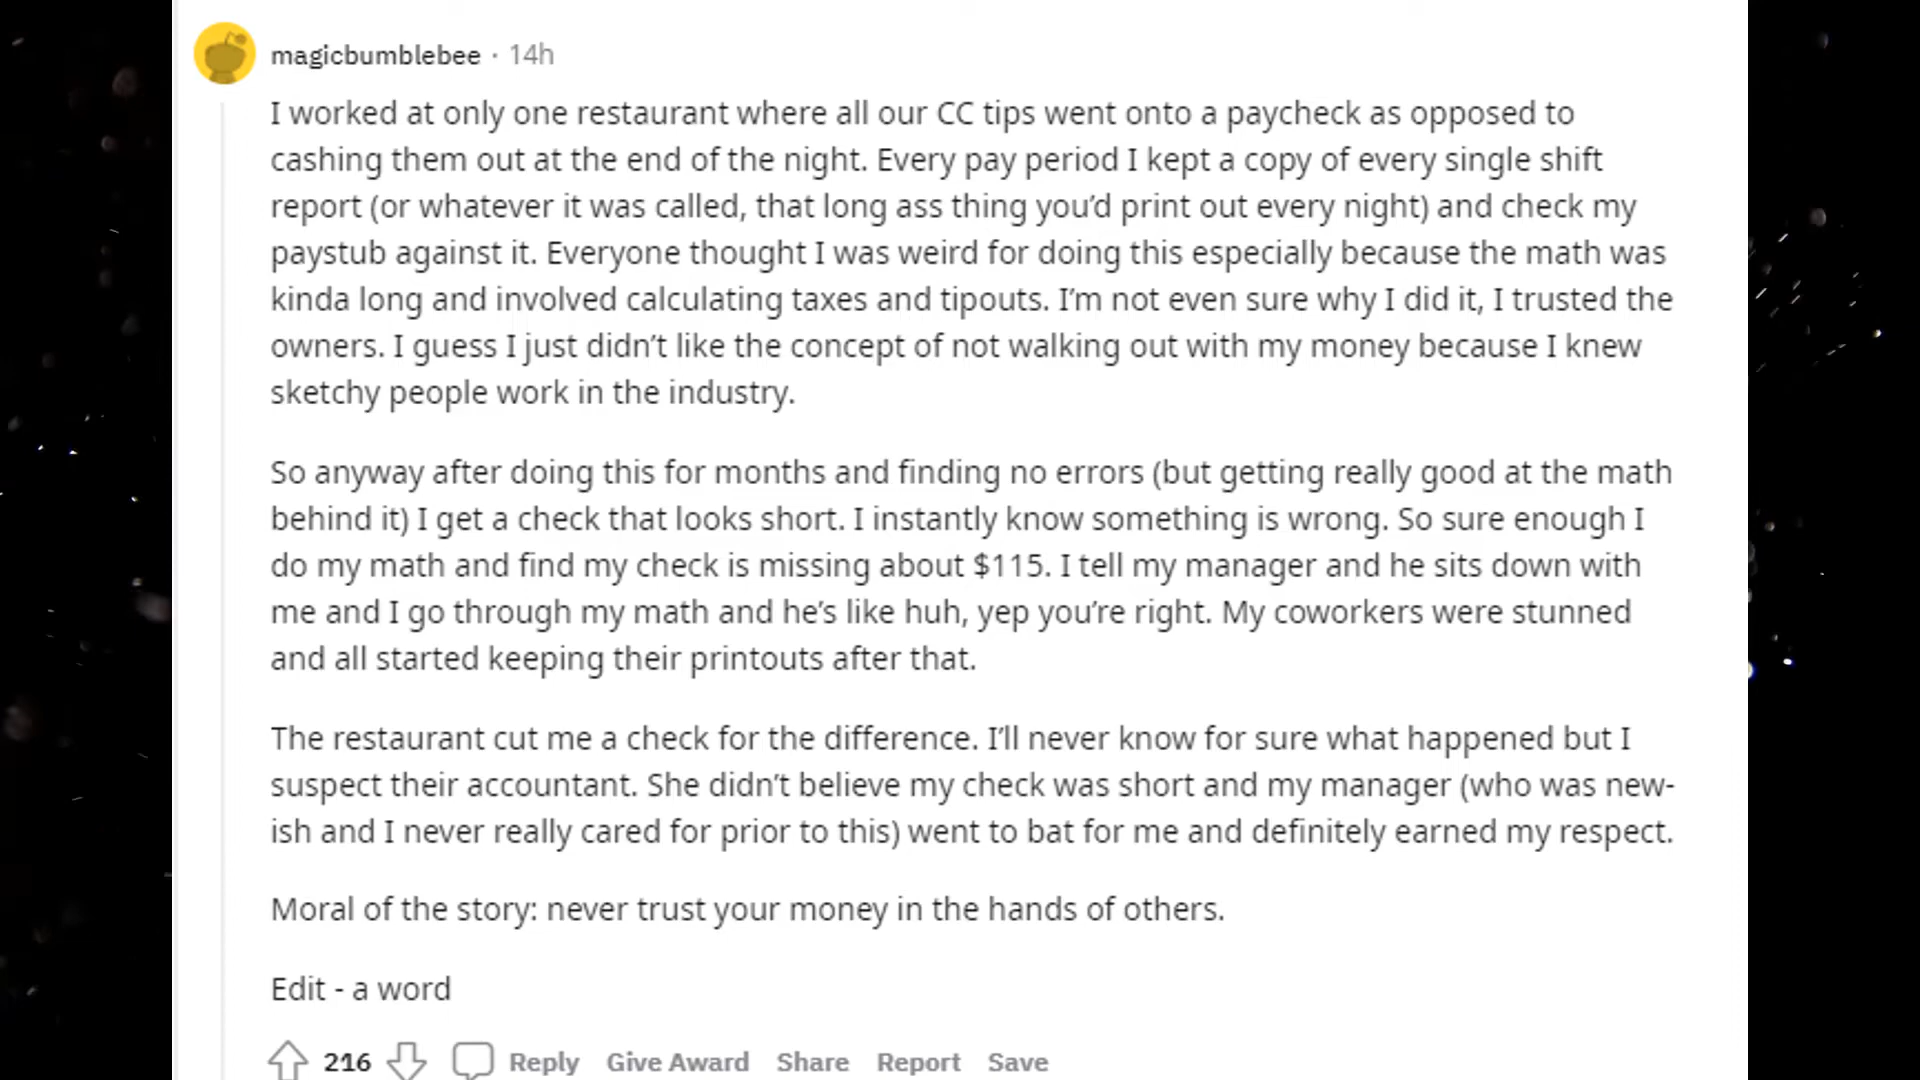 magicbumblebee · 14h
I worked at only one restaurant where all our CC tips went onto a paycheck as opposed to
cashing them out at the end of the night. Every pay period I kept a copy of every single shift
report (or whatever it was called, that long ass thing you’d print out every night) and check my
paystub against it. Everyone thought I was weird for doing this especially because the math was
kinda long and involved calculating taxes and tipouts. I’m not even sure why I did it, I trusted the
owners. I guess I just didn’t like the concept of not walking out with my money because I knew
sketchy people work in the industry.
So anyway after doing this for months and finding no errors (but getting really good at the math
behind it) I get a check that looks short. I instantly know something is wrong. So sure enough I
do my math and find my check is missing about $115. I tell my manager and he sits down with
me and I go through my math and he’s like huh, yep you’re right. My coworkers were stunned
and all started keeping their printouts after that.
The restaurant cut me a check for the difference. I’ll never know for sure what happened but I
suspect their accountant. She didn’t believe my check was short and my manager (who was new-
ish and I never really cared for prior to this) went to bat for me and definitely earned my respect.
Moral of the story: never trust your money in the hands of others.
Edit - a word
216 Reply Give Award Share Report Save